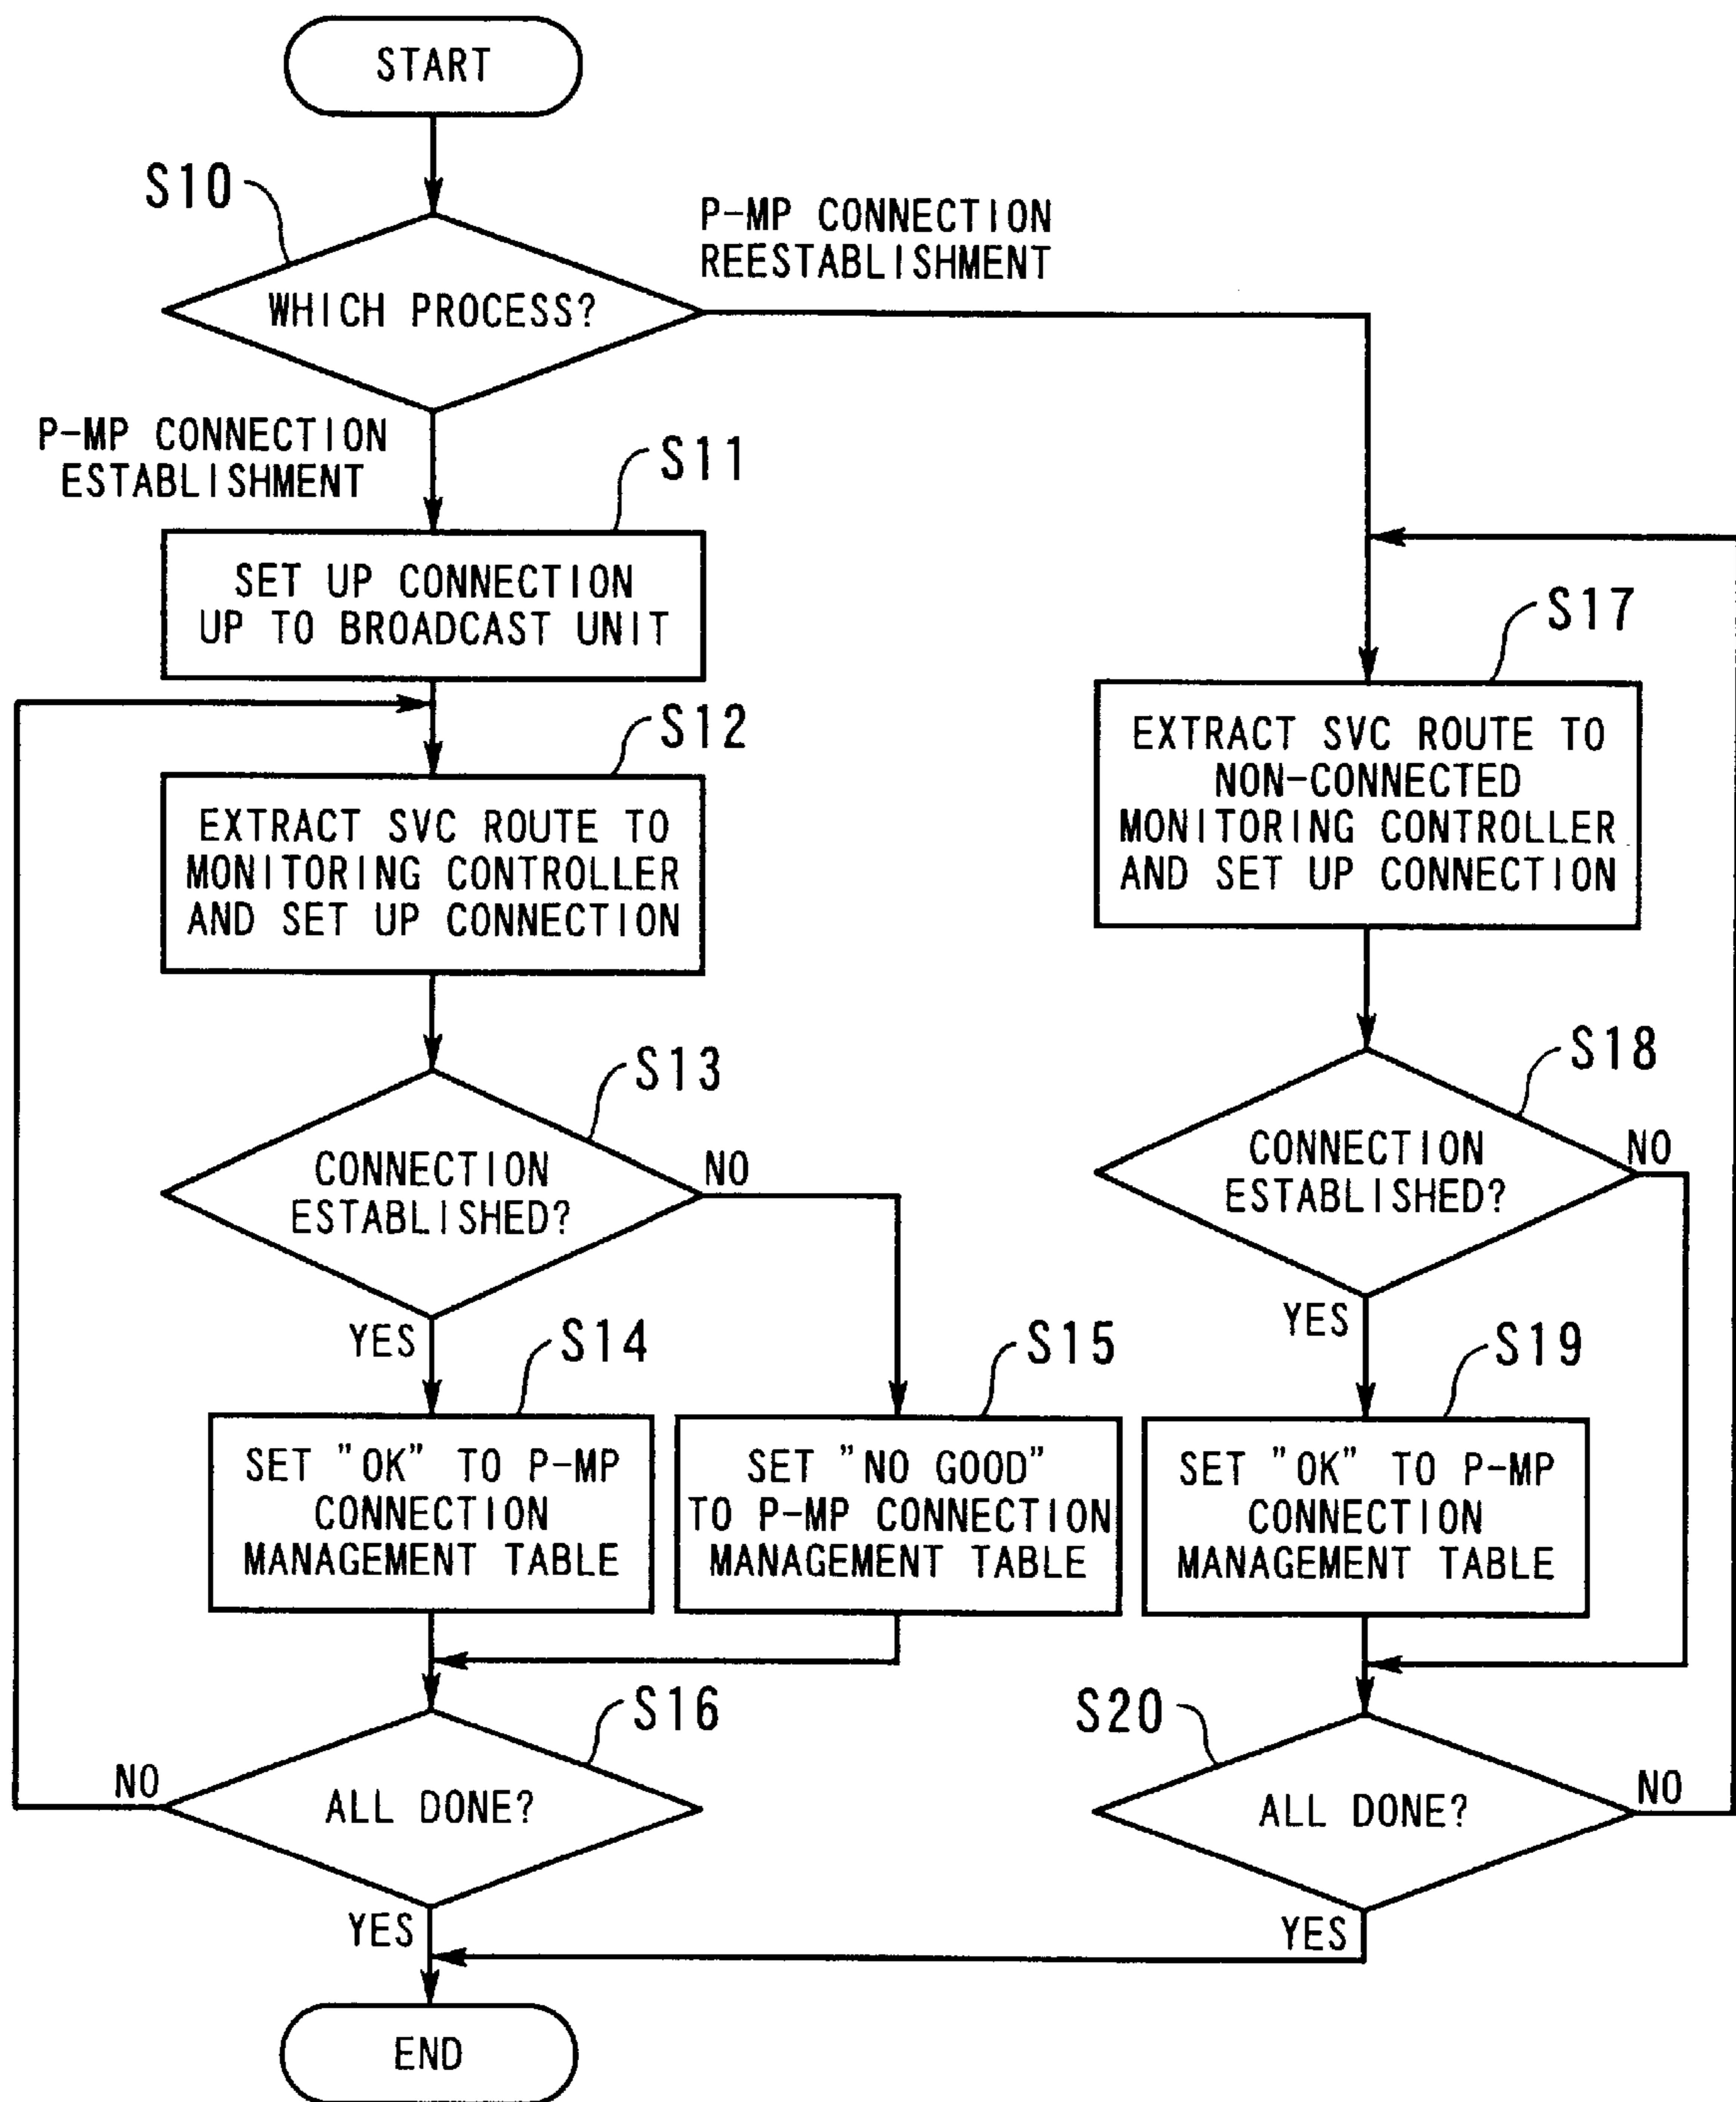 START
S10
P-MP CONNECTION
REESTABLISHMENT
WHICH PROCESS?
P-MP CONNECTION
ESTABLISHMENT
S11
SET UP CONNECTION
UP TO BROADCAST UNIT
S12
EXTRACT SVC ROUTE TO
MONITORING CONTROLLER
AND SET UP CONNECTION
S13
CONNECTION
ESTABLISHED?
NO
YES
S14
SET "OK" TO P-MP
CONNECTION
MANAGEMENT TABLE
S15
SET "NO GOOD"
TO P-MP CONNECTION
MANAGEMENT TABLE
S16
ALL DONE?
NO
YES
S17
EXTRACT SVC ROUTE TO
NON-CONNECTED
MONITORING CONTROLLER
AND SET UP CONNECTION
S18
CONNECTION
ESTABLISHED?
NO
YES
S19
SET "OK" TO P-MP
CONNECTION
MANAGEMENT TABLE
S20
ALL DONE?
NO
YES
END